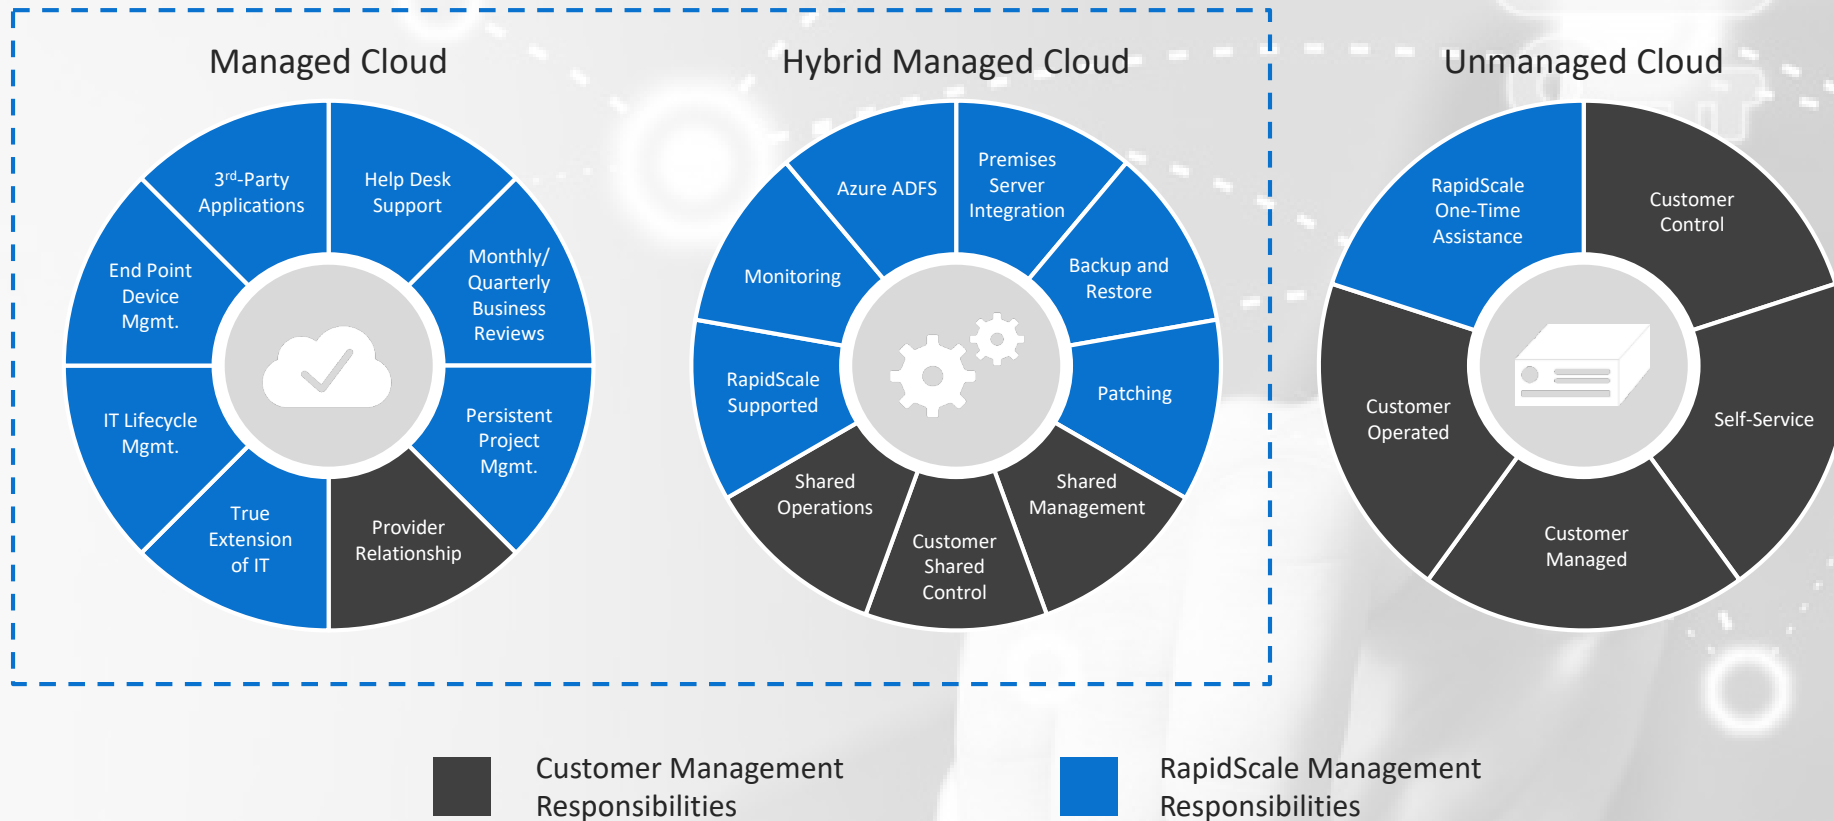 Managed Cloud
3rd-Party
Applications
Help Desk
Support
Monthly/
Quarterly
Business
Reviews
Persistent
Project
Mgmt.
Provider
Relationship
True
Extension
of IT
IT Lifecycle
Mgmt.
End Point
Device
Mgmt.
Hybrid Managed Cloud
Azure ADFS
Premises
Server
Integration
Backup and
Restore
Patching
Shared
Management
Customer
Shared
Control
Shared
Operations
RapidScale
Supported
Monitoring
Unmanaged Cloud
RapidScale
One-Time
Assistance
Customer
Control
Self-Service
Customer
Managed
Customer
Operated
Customer Management
Responsibilities
RapidScale Management
Responsibilities